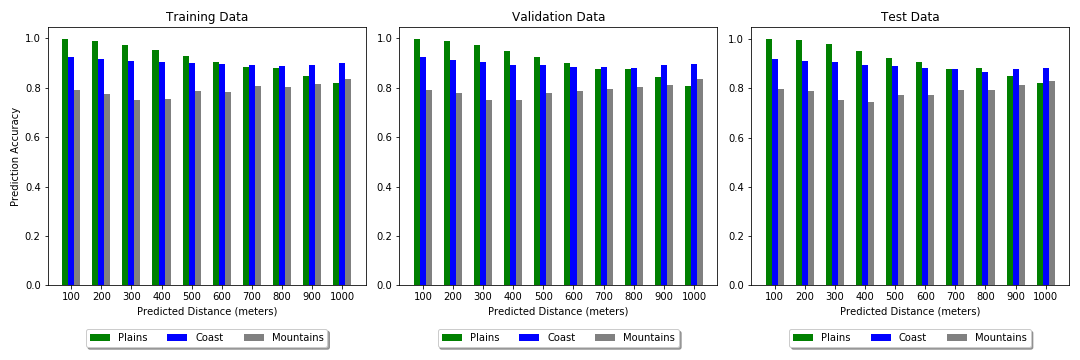 Training Data
Validation Data
Test Data
Prediction Accuracy
1.0
0.8
0.6
0.4
0.2
0.0
100 200 300 400 500 600 700 800 900 1000
Predicted Distance (meters)
Plains Coast Mountains
1.0
0.8
0.6
0.4
0.2
0.0
100 200 300 400 500 600 700 800 900 1000
Predicted Distance (meters)
Plains Coast Mountains
1.0
0.8
0.6
0.4
0.2
0.0
100 200 300 400 500 600 700 800 900 1000
Predicted Distance (meters)
Plains Coast Mountains